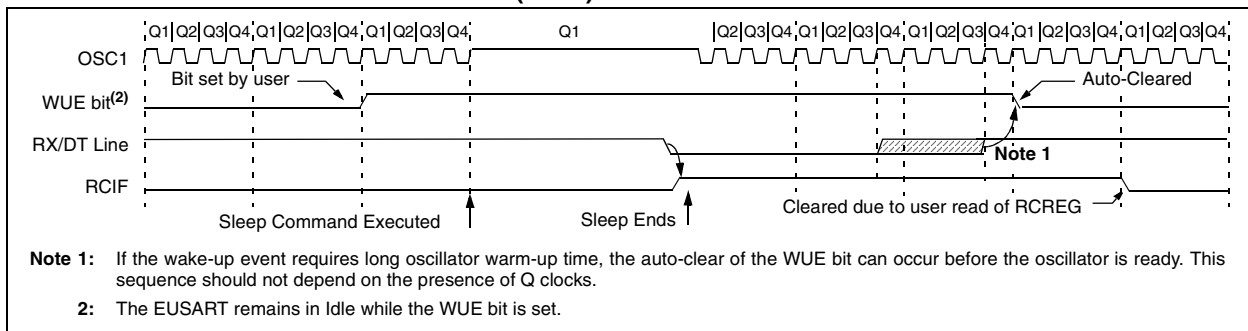 Q1 Q2 Q3 Q4 Q1 Q2 Q3 Q4 Q1 Q2 Q3 Q4 Q1 Q2 Q3 Q4 Q1 Q2 Q3 Q4 Q1 Q2 Q3 Q4 Q1 Q2 Q3 Q4 Q1 Q2 Q3 Q4
OSC1
Bit set by user
Auto-Cleared
WUE bit(2)
RX/DT Line
Note 1
RCIF
Cleared due to user read of RCREG
Sleep Command Executed
Sleep Ends
Note 1: If the wake-up event requires long oscillator warm-up time, the auto-clear of the WUE bit can occur before the oscillator is ready. This
sequence should not depend on the presence of Q clocks.
2: The EUSART remains in Idle while the WUE bit is set.